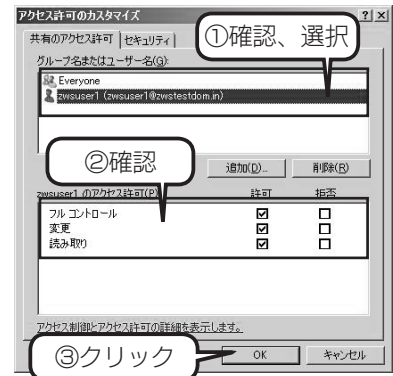 アクセス許可のカスタマイズ ? ×
共有のアクセス許可 セキュリティ
①確認、選択
グループ名またはユーザー名(G):
Everyone
zwsuser1 (zwsuser1@zwstestdom.in)
②確認
追加(D)... 削除(R)
zwsuser1 のアクセス許可(P) 許可 拒否
フル コントロール
変更
読み取り
アクセス制御とアクセス許可の詳細を表示します。
③クリック
OK キャンセル